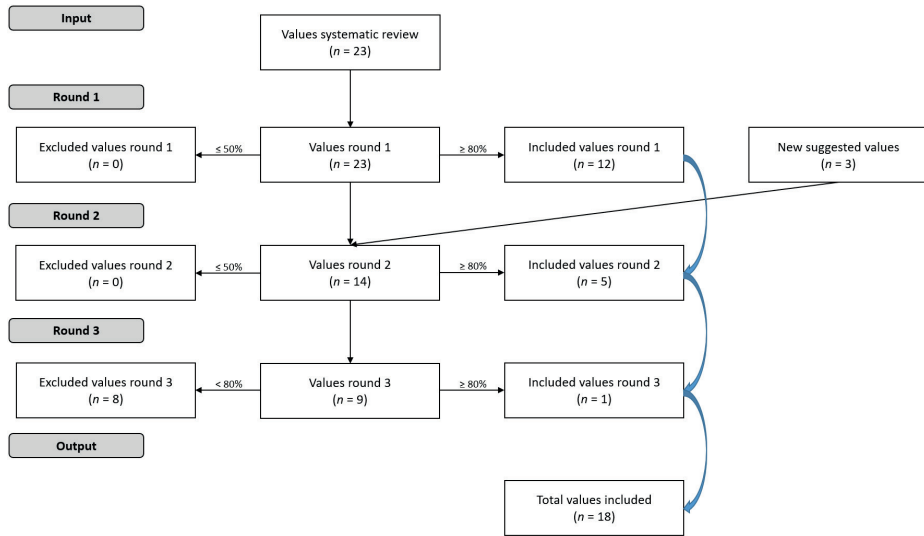 Input
Values systematic review
(n = 23)
Round 1
Excluded values round 1
(n = 0)
≤ 50%
Values round 1
(n = 23)
≥ 80%
Included values round 1
(n = 12)
New suggested values
(n = 3)
Round 2
Excluded values round 2
(n = 0)
≤ 50%
Values round 2
(n = 14)
≥ 80%
Included values round 2
(n = 5)
Round 3
Excluded values round 3
(n = 8)
< 80%
Values round 3
(n = 9)
≥ 80%
Included values round 3
(n = 1)
Output
Total values included
(n = 18)